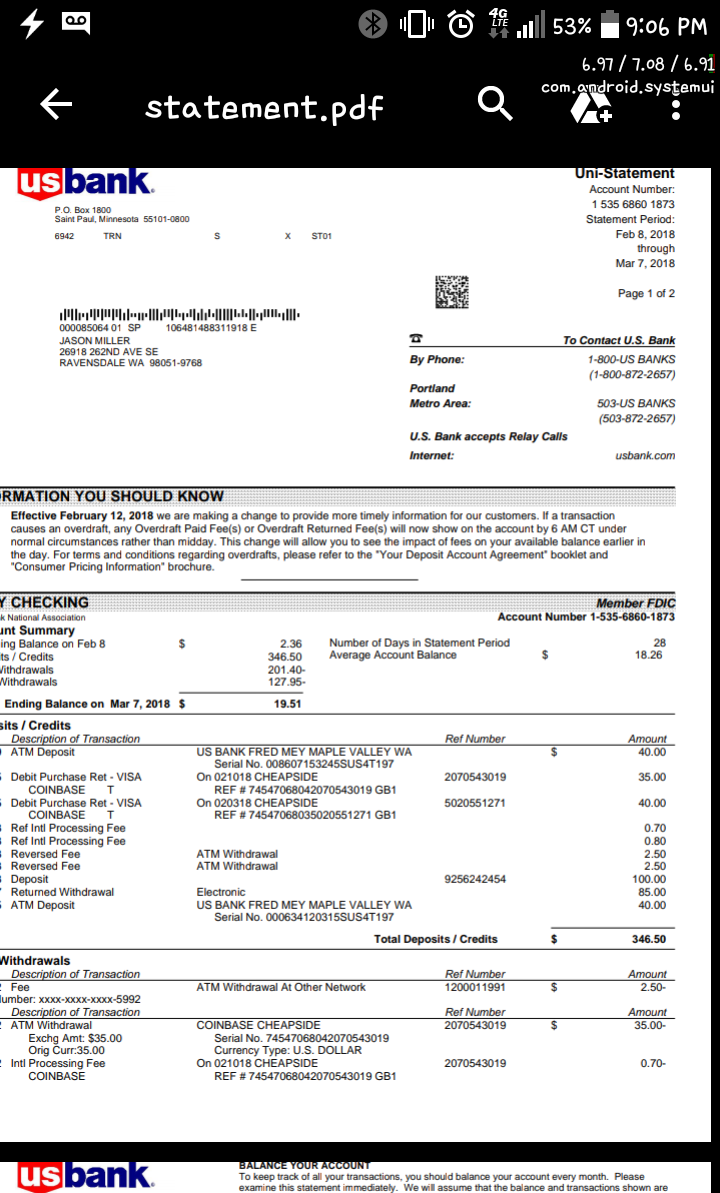 53% 9:06 PM
4G LTE
6.97 / 7.08 / 6.91
com.android.systemui
statement.pdf
usbank.
Uni-Statement
P.O. Box 1800
Saint Paul, Minnesota 55101-0800
6942 TRN S X ST01
Account Number:
1 535 6860 1873
Statement Period:
Feb 8, 2018
through
Mar 7, 2018
Page 1 of 2
000085064 01 SP 106481488311918 E
JASON MILLER
26918 262ND AVE SE
RAVENSDALE WA 98051-9768
To Contact U.S. Bank
By Phone: 1-800-US BANKS
(1-800-872-2657)
Portland
Metro Area: 503-US BANKS
(503-872-2657)
U.S. Bank accepts Relay Calls
Internet: usbank.com
ORMATION YOU SHOULD KNOW
Effective February 12, 2018 we are making a change to provide more timely information for our customers. If a transaction
causes an overdraft, any Overdraft Paid Fee(s) or Overdraft Returned Fee(s) will now show on the account by 6 AM CT under
normal circumstances rather than midday. This change will allow you to see the impact of fees on your available balance earlier in
the day. For terms and conditions regarding overdrafts, please refer to the "Your Deposit Account Agreement" booklet and
"Consumer Pricing Information" brochure.
Y CHECKING Member FDIC
k National Association Account Number 1-535-6860-1873
unt Summary
ing Balance on Feb 8 $ 2.36 Number of Days in Statement Period 28
its / Credits 346.50 Average Account Balance $ 18.26
Withdrawals 201.40-
Withdrawals 127.95-
Ending Balance on Mar 7, 2018 $ 19.51
sits / Credits
Description of Transaction Ref Number Amount
ATM Deposit US BANK FRED MEY MAPLE VALLEY WA $ 40.00
Serial No. 008607153245SUS4T197
Debit Purchase Ret - VISA On 021018 CHEAPSIDE 2070543019 35.00
COINBASE T REF # 74547068042070543019 GB1
Debit Purchase Ret - VISA On 020318 CHEAPSIDE 5020551271 40.00
COINBASE T REF # 74547068035020551271 GB1
Ref Intl Processing Fee 0.70
Ref Intl Processing Fee 0.80
Reversed Fee ATM Withdrawal 2.50
Reversed Fee ATM Withdrawal 2.50
Deposit 9256242454 100.00
Returned Withdrawal Electronic 85.00
ATM Deposit US BANK FRED MEY MAPLE VALLEY WA 40.00
Serial No. 000634120315SUS4T197
Total Deposits / Credits $ 346.50
Withdrawals
Description of Transaction Ref Number Amount
Fee ATM Withdrawal At Other Network 1200011991 $ 2.50-
umber: xxxx-xxxx-xxxx-5992
Description of Transaction Ref Number Amount
ATM Withdrawal COINBASE CHEAPSIDE 2070543019 $ 35.00-
Exchg Amt: $35.00 Serial No. 74547068042070543019
Orig Curr:35.00 Currency Type: U.S. DOLLAR
Intl Processing Fee On 021018 CHEAPSIDE 2070543019 0.70-
COINBASE REF # 74547068042070543019 GB1
usbank.
BALANCE YOUR ACCOUNT
To keep track of all your transactions, you should balance your account every month. Please
examine this statement immediately. We will assume that the balance and transactions shown are